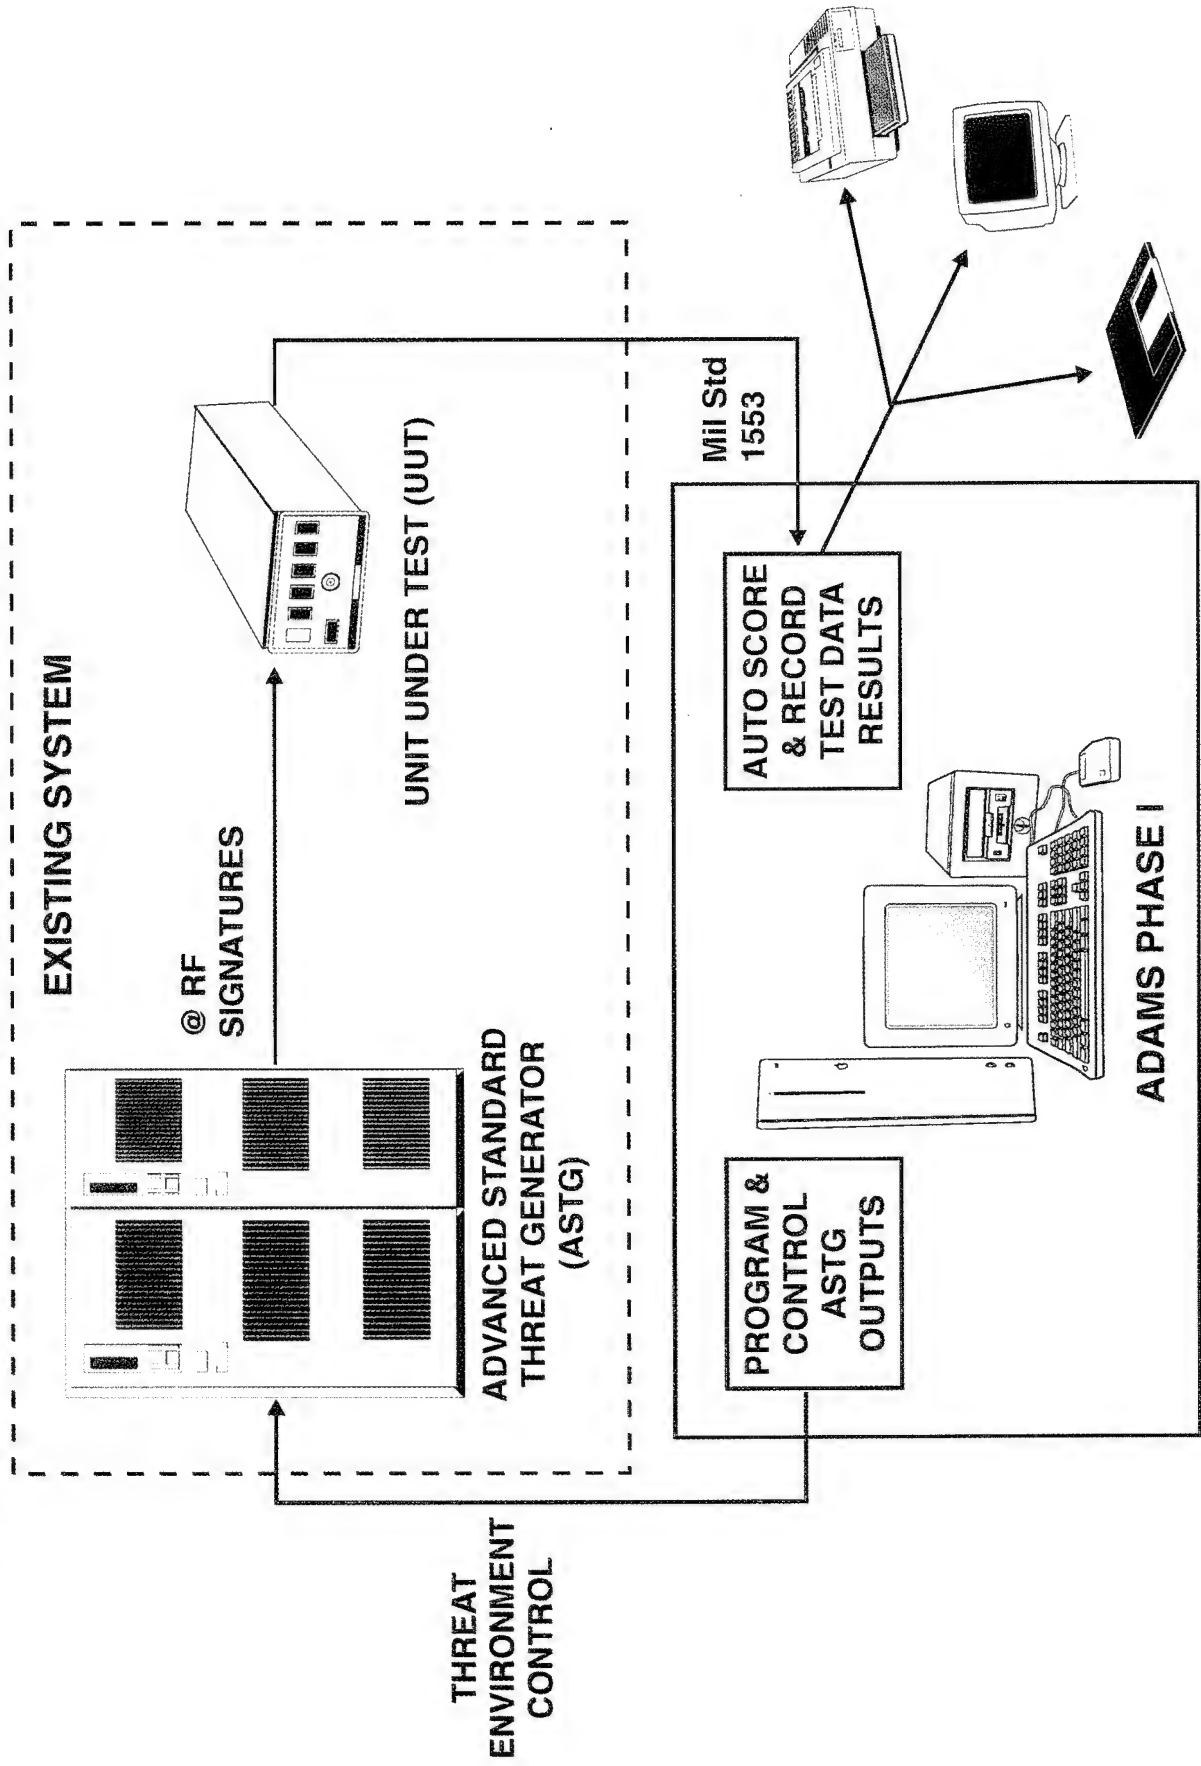 EXISTING SYSTEM
@ RF
SIGNATURES
ADVANCED STANDARD
THREAT GENERATOR
(ASTG)
UNIT UNDER TEST (UUT)
THREAT
ENVIRONMENT
CONTROL
Mil Std
1553
PROGRAM &
CONTROL
ASTG
OUTPUTS
AUTO SCORE
& RECORD
TEST DATA
RESULTS
ADAMS PHASE I